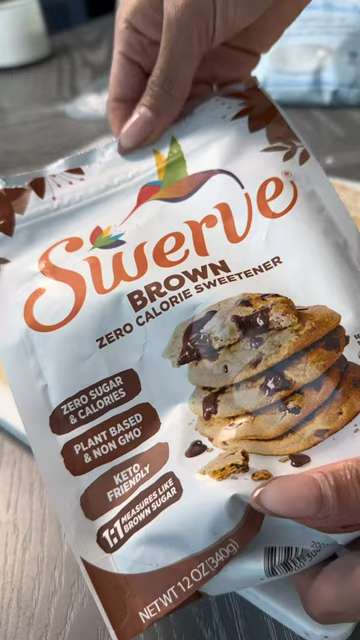 Swerve®
BROWN
ZERO CALORIE SWEETENER
ZERO SUGAR
& CALORIES
PLANT BASED
& NON GMO
KETO
FRIENDLY
1:1 MEASURES LIKE
BROWN SUGAR
NET WT 12 OZ (340g)